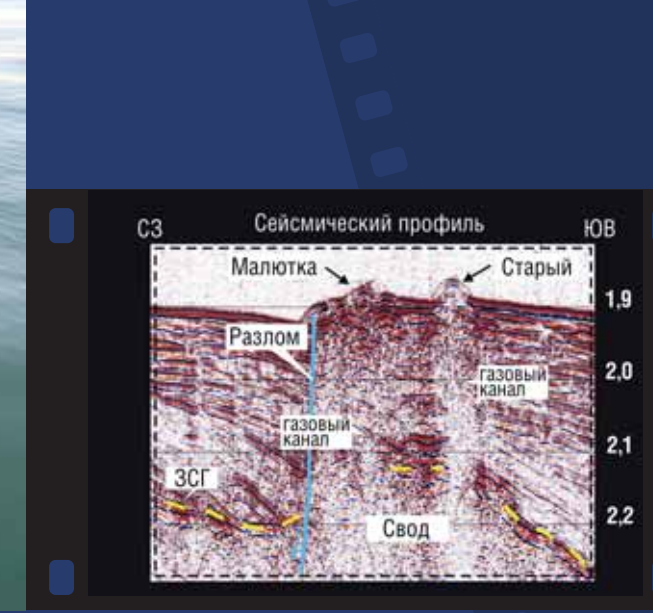 СЗ Сейсмический профиль ЮВ
Малютка Старый
1,9
Разлом
2,0
газовый
канал
газовый
канал
2,1
ЗСГ
2,2
Свод